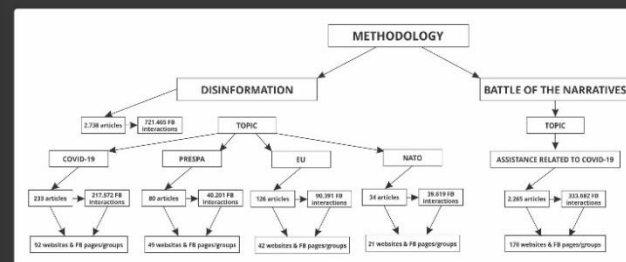 METHODOLOGY
DISINFORMATION
BATTLE OF THE NARRATIVES
2.738 articles
721.465 FB
interactions
TOPIC
TOPIC
COVID-19
PRESPA
EU
NATO
ASSISTANCE RELATED TO COVID-19
233 articles
217.572 FB
interactions
80 articles
40.201 FB
interactions
126 articles
90.391 FB
interactions
34 articles
39.619 FB
interactions
2.265 articles
333.682 FB
interactions
92 websites & FB pages/groups
49 websites & FB pages/groups
42 websites & FB pages/groups
21 websites & FB pages/groups
170 websites & FB pages/groups